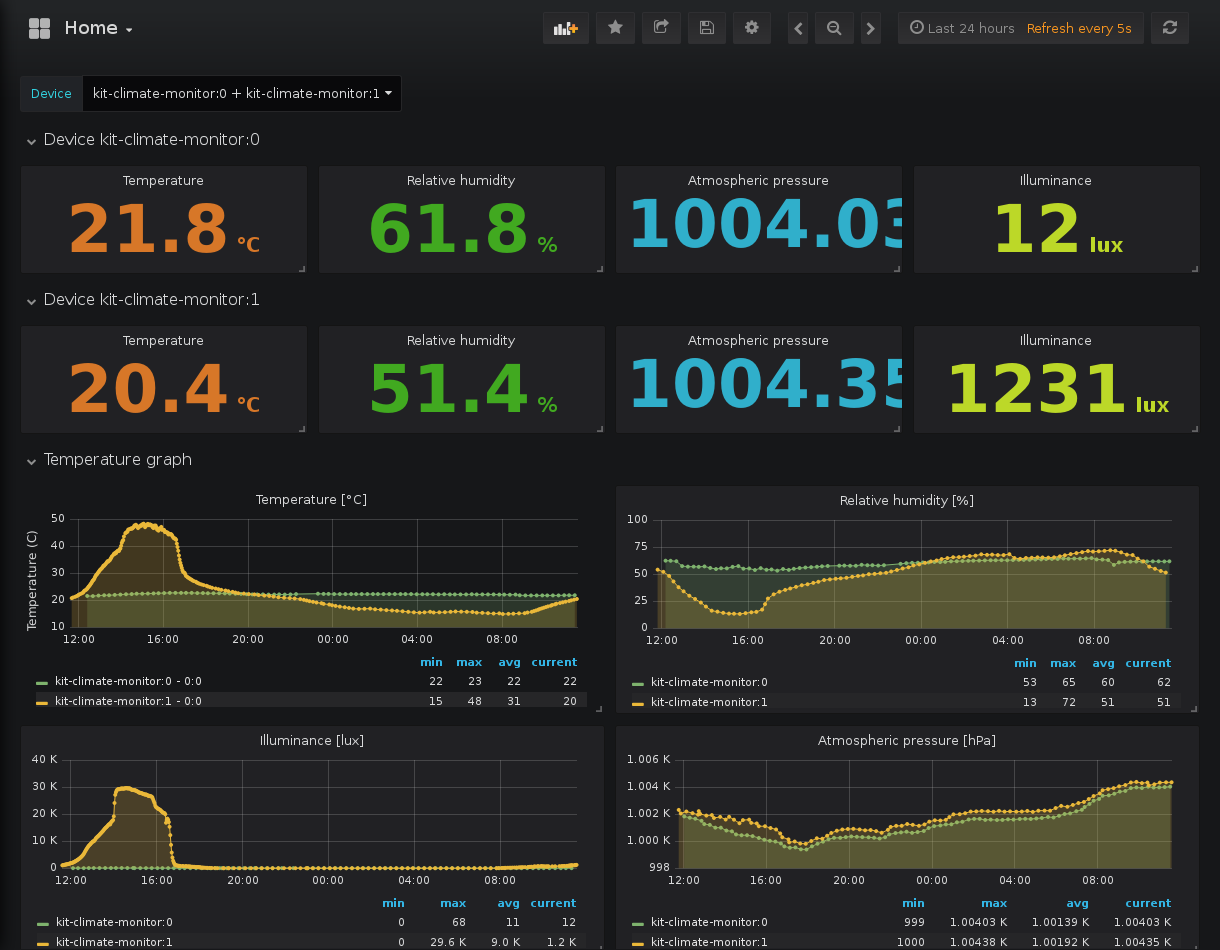 Home
Last 24 hours Refresh every 5s
Device kit-climate-monitor:0 + kit-climate-monitor:1
Device kit-climate-monitor:0
Temperature Relative humidity Atmospheric pressure Illuminance
21.8 °C 61.8 % 1004.03 12 lux
Device kit-climate-monitor:1
Temperature Relative humidity Atmospheric pressure Illuminance
20.4 °C 51.4 % 1004.35 1231 lux
Temperature graph
Temperature [°C]
Temperature (C)
50
40
30
20
10
12:00 16:00 20:00 00:00 04:00 08:00
min max avg current
kit-climate-monitor:0 - 0:0 22 23 22 22
kit-climate-monitor:1 - 0:0 15 48 31 20
Relative humidity [%]
100
75
50
25
0
12:00 16:00 20:00 00:00 04:00 08:00
min max avg current
kit-climate-monitor:0 53 65 60 62
kit-climate-monitor:1 13 72 51 51
Illuminance [lux]
40 K
30 K
20 K
10 K
0
12:00 16:00 20:00 00:00 04:00 08:00
min max avg current
kit-climate-monitor:0 0 68 11 12
kit-climate-monitor:1 0 29.6 K 9.0 K 1.2 K
Atmospheric pressure [hPa]
1.006 K
1.004 K
1.002 K
1.000 K
998
12:00 16:00 20:00 00:00 04:00 08:00
min max avg current
kit-climate-monitor:0 999 1.00403 K 1.00139 K 1.00403 K
kit-climate-monitor:1 1000 1.00438 K 1.00192 K 1.00435 K